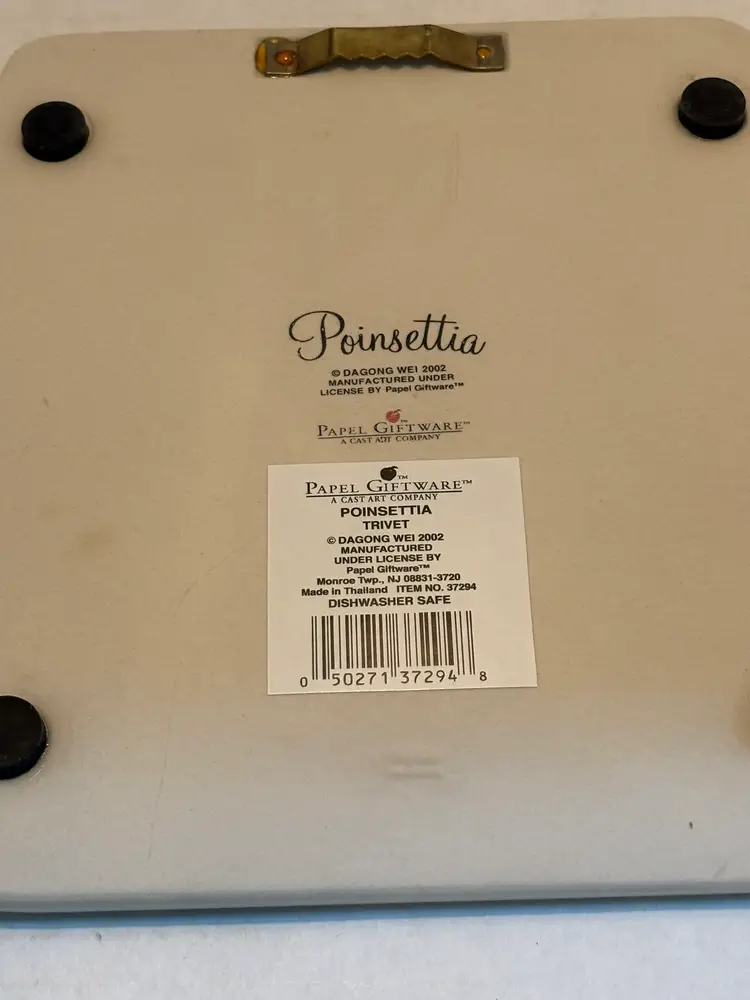 Poinsettia
© DAGONG WEI 2002
MANUFACTURED UNDER
LICENSE BY Papel Giftware™
PAPEL GIFTWARE™
A CAST ART COMPANY
PAPEL GIFTWARE™
A CAST ART COMPANY
POINSETTIA
TRIVET
© DAGONG WEI 2002
MANUFACTURED
UNDER LICENSE BY
Papel Giftware™
Monroe Twp., NJ 08831-3720
Made in Thailand ITEM NO. 37294
DISHWASHER SAFE
0 50271 37294 8